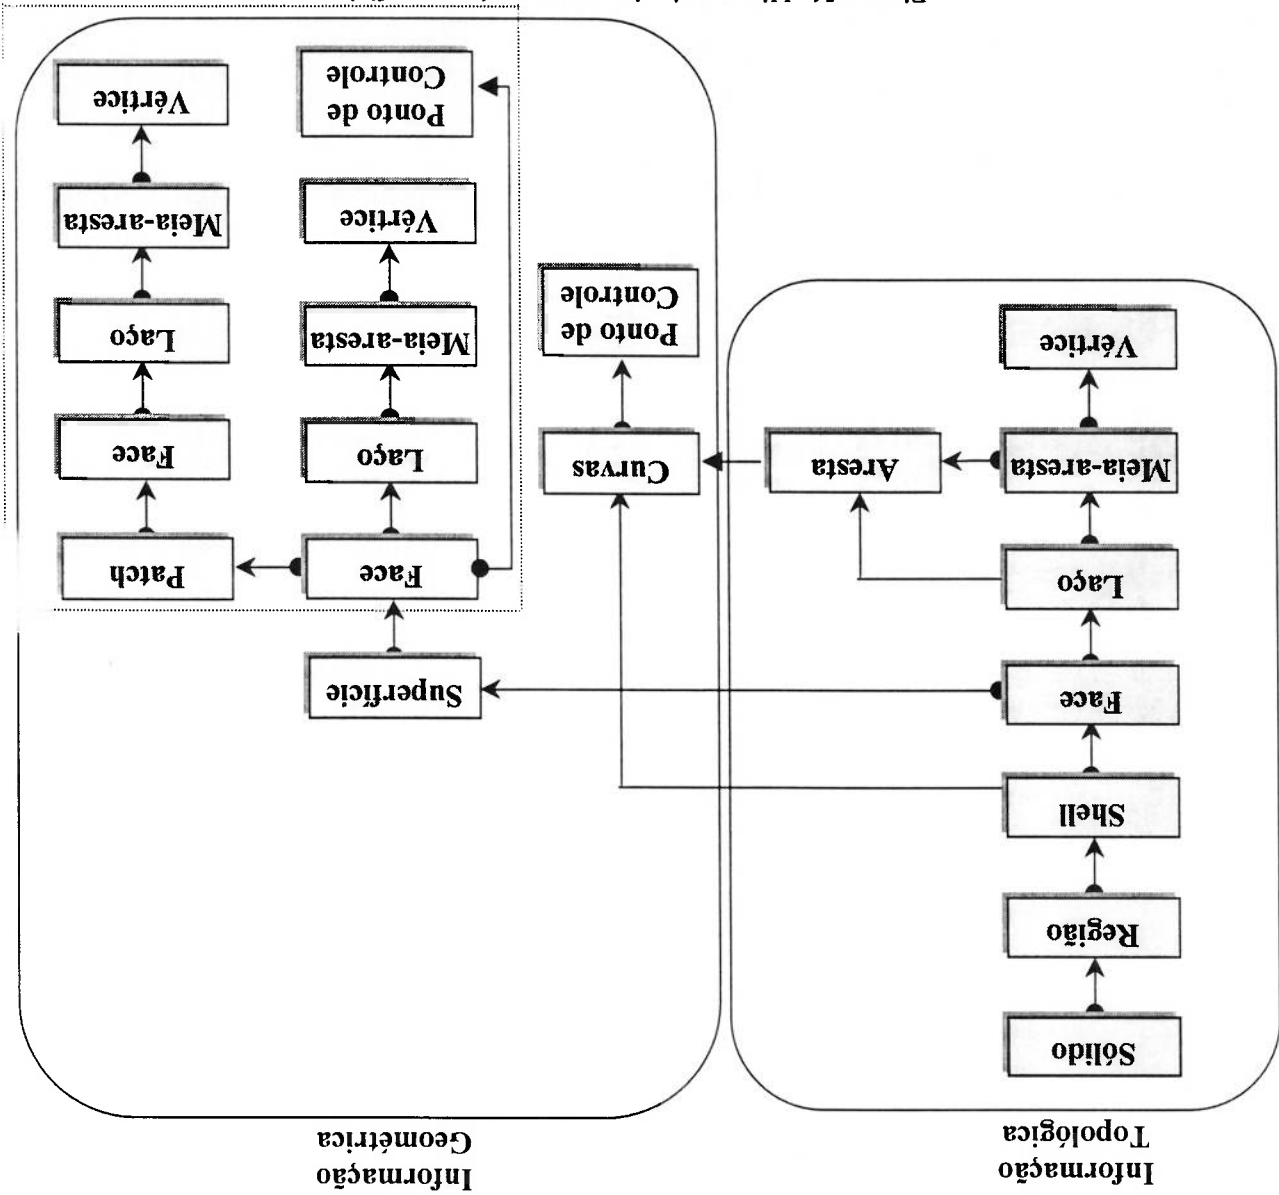 Informação
Topológica
Informação
Geométrica
Sólido
Região
Shell
Face
Laço
Meia-aresta
Vértice
Aresta
Curvas
Ponto de
Controle
Superfície
Face
Laço
Meia-aresta
Vértice
Ponto de
Controle
Patch
Face
Laço
Meia-aresta
Vértice